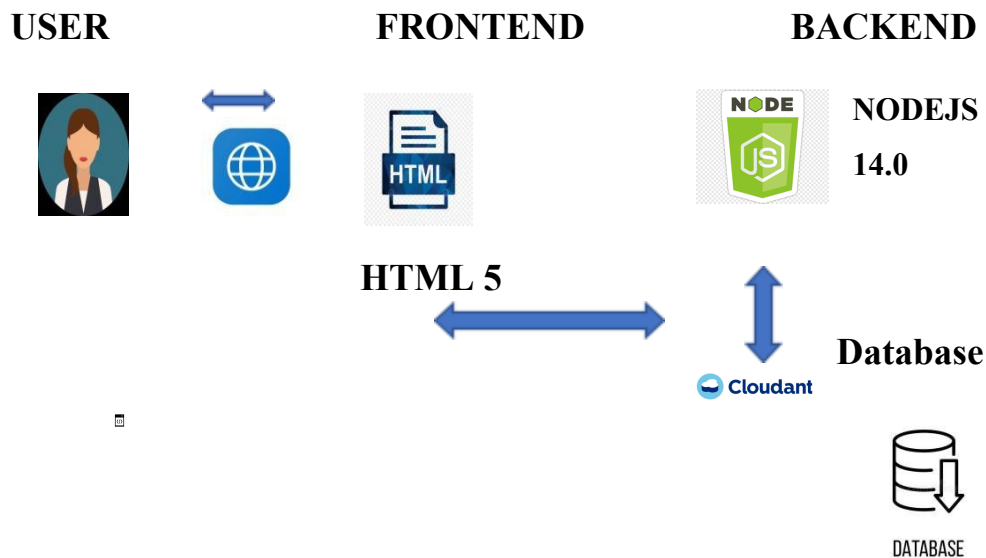 USER
FRONTEND
BACKEND
HTML
NODE
JS
NODEJS
14.0
HTML 5
Database
Cloudant
DATABASE